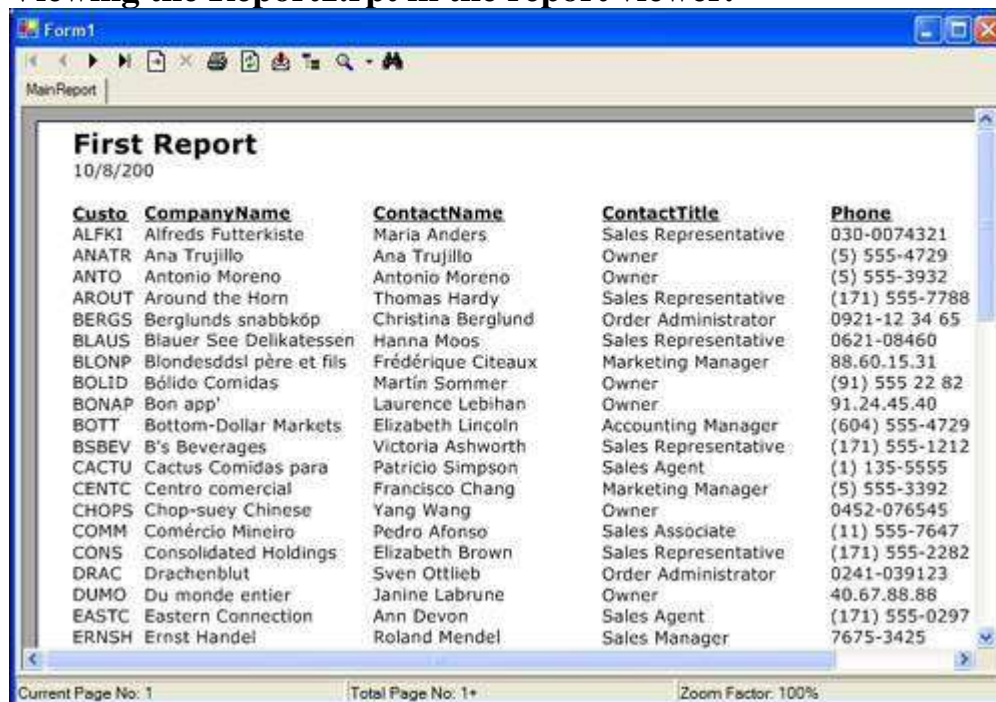 Viewing the Report1.rpt in the report viewer:
Form1
MainReport
First Report
10/8/200
Custo CompanyName ContactName ContactTitle Phone
ALFKI Alfreds Futterkiste Maria Anders Sales Representative 030-0074321
ANATR Ana Trujillo Ana Trujillo Owner (5) 555-4729
ANTO Antonio Moreno Antonio Moreno Owner (5) 555-3932
AROUT Around the Horn Thomas Hardy Sales Representative (171) 555-7788
BERGS Berglunds snabbköp Christina Berglund Order Administrator 0921-12 34 65
BLAUS Blauer See Delikatessen Hanna Moos Sales Representative 0621-08460
BLONP Blondesddsl père et fils Frédérique Citeaux Marketing Manager 88.60.15.31
BOLID Bólido Comidas Martín Sommer Owner (91) 555 22 82
BONAP Bon app' Laurence Lebihan Owner 91.24.45.40
BOTT Bottom-Dollar Markets Elizabeth Lincoln Accounting Manager (604) 555-4729
BSBEV B's Beverages Victoria Ashworth Sales Representative (171) 555-1212
CACTU Cactus Comidas para Patricio Simpson Sales Agent (1) 135-5555
CENTC Centro comercial Francisco Chang Marketing Manager (5) 555-3392
CHOPS Chop-suey Chinese Yang Wang Owner 0452-076545
COMM Comércio Mineiro Pedro Afonso Sales Associate (11) 555-7647
CONS Consolidated Holdings Elizabeth Brown Sales Representative (171) 555-2282
DRAC Drachenblut Sven Ottlieb Order Administrator 0241-039123
DUMO Du monde entier Janine Labrune Owner 40.67.88.88
EASTC Eastern Connection Ann Devon Sales Agent (171) 555-0297
ERNSH Ernst Handel Roland Mendel Sales Manager 7675-3425
Current Page No: 1 Total Page No: 1+ Zoom Factor: 100%